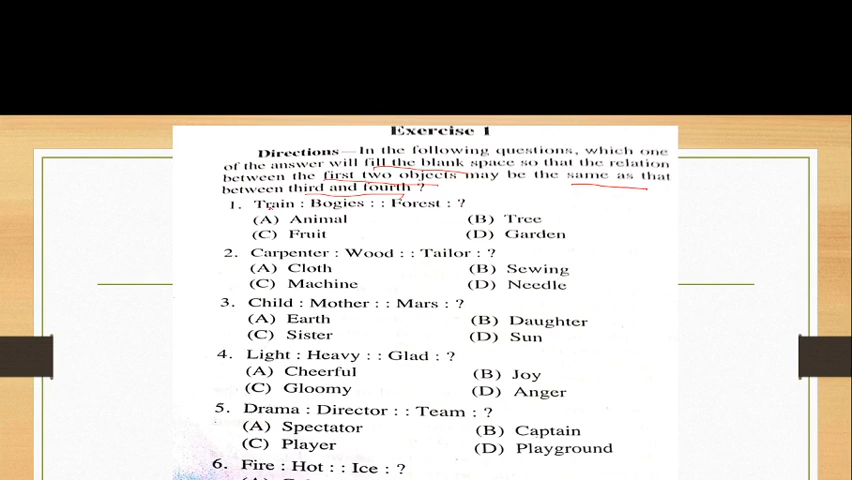 Exercise 1
Directions—In the following questions, which one
of the answer will fill the blank space so that the relation
between the first two objects may be the same as that
between third and fourth ?
1. Train : Bogies : : Forest : ?
(A) Animal (B) Tree
(C) Fruit (D) Garden
2. Carpenter : Wood : : Tailor : ?
(A) Cloth (B) Sewing
(C) Machine (D) Needle
3. Child : Mother : : Mars : ?
(A) Earth (B) Daughter
(C) Sister (D) Sun
4. Light : Heavy : : Glad : ?
(A) Cheerful (B) Joy
(C) Gloomy (D) Anger
5. Drama : Director : : Team : ?
(A) Spectator (B) Captain
(C) Player (D) Playground
6. Fire : Hot : : Ice : ?